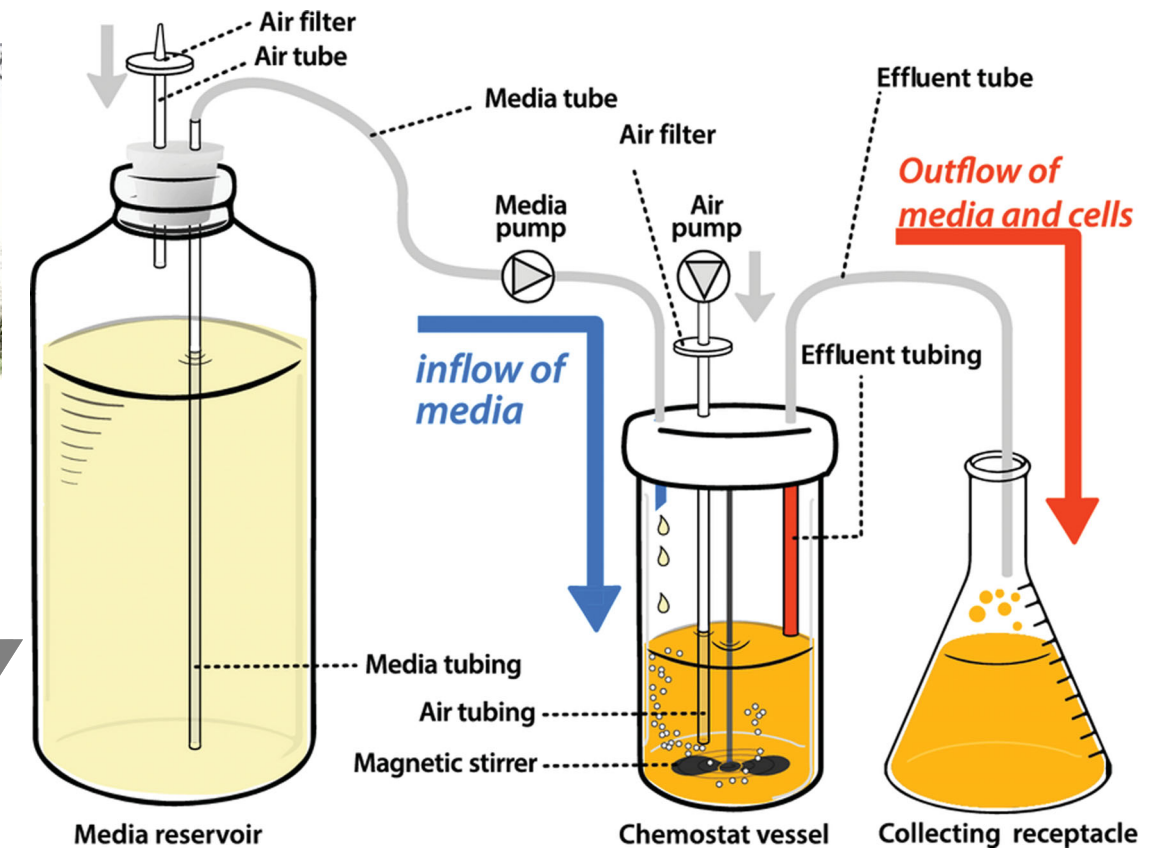 Air filter
Air tube
Media tube
Effluent tube
Air filter
Outflow of
media and cells
Media
pump
Air
pump
inflow of
media
Effluent tubing
Media tubing
Air tubing
Magnetic stirrer
Media reservoir
Chemostat vessel
Collecting receptacle